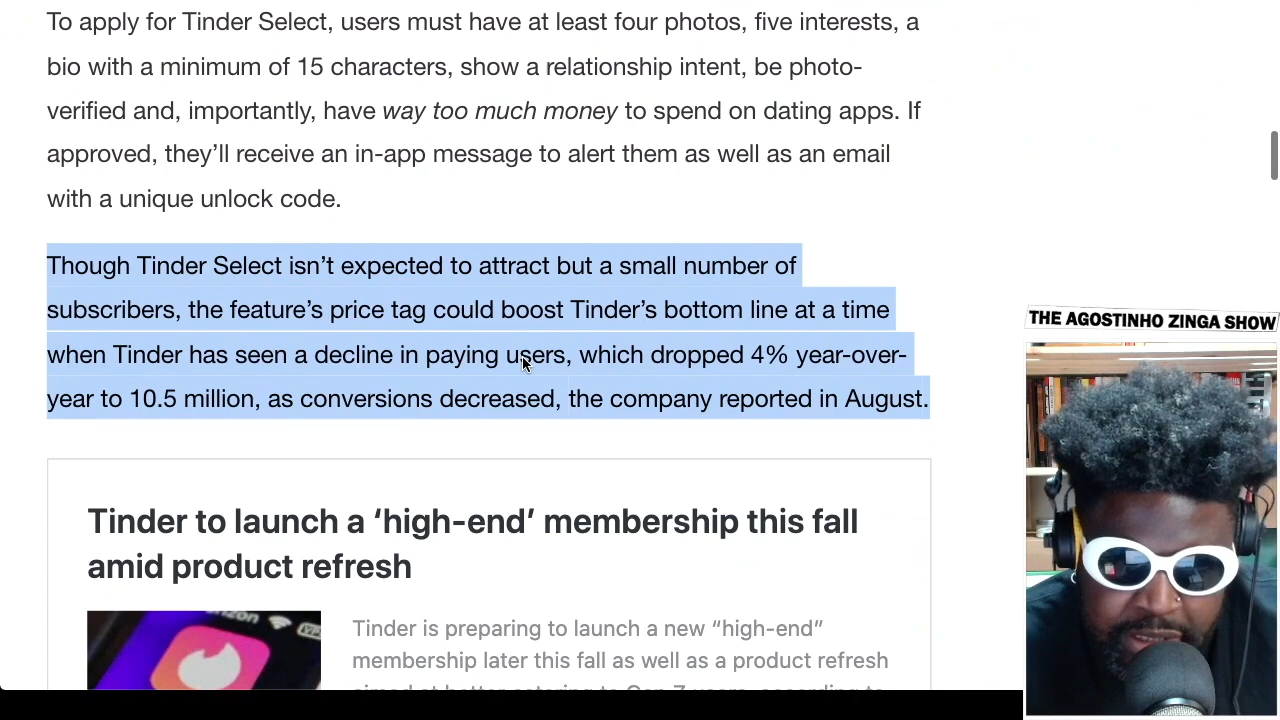 To apply for Tinder Select, users must have at least four photos, five interests, a
bio with a minimum of 15 characters, show a relationship intent, be photo-
verified and, importantly, have way too much money to spend on dating apps. If
approved, they’ll receive an in-app message to alert them as well as an email
with a unique unlock code.
Though Tinder Select isn’t expected to attract but a small number of
subscribers, the feature’s price tag could boost Tinder’s bottom line at a time
when Tinder has seen a decline in paying users, which dropped 4% year-over-
year to 10.5 million, as conversions decreased, the company reported in August.
THE AGOSTINHO ZINGA SHOW
Tinder to launch a ‘high-end’ membership this fall
amid product refresh
Tinder is preparing to launch a new “high-end”
membership later this fall as well as a product refresh